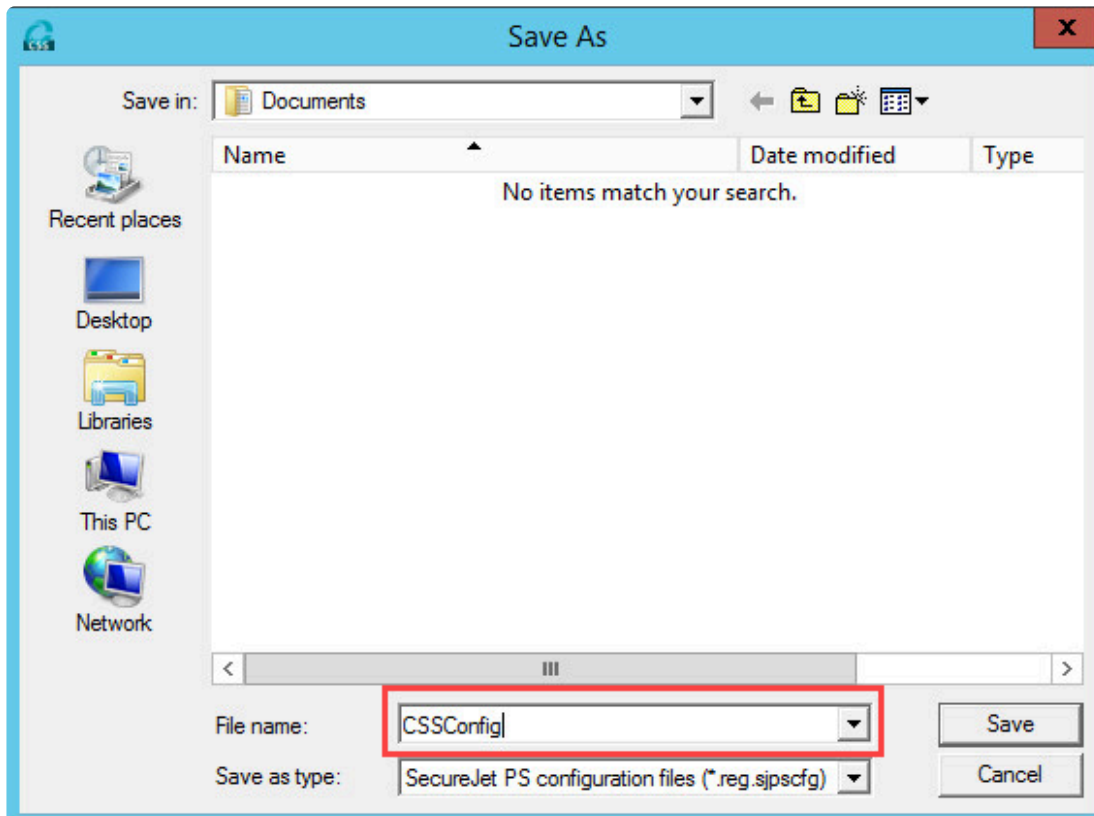 CSS
Save As
x
Save in:
Documents
Name
Date modified
Type
No items match your search.
Recent places
Desktop
Libraries
This PC
Network
File name:
CSSConfig
Save
Save as type:
SecureJet PS configuration files (*.reg.sjpscfg)
Cancel